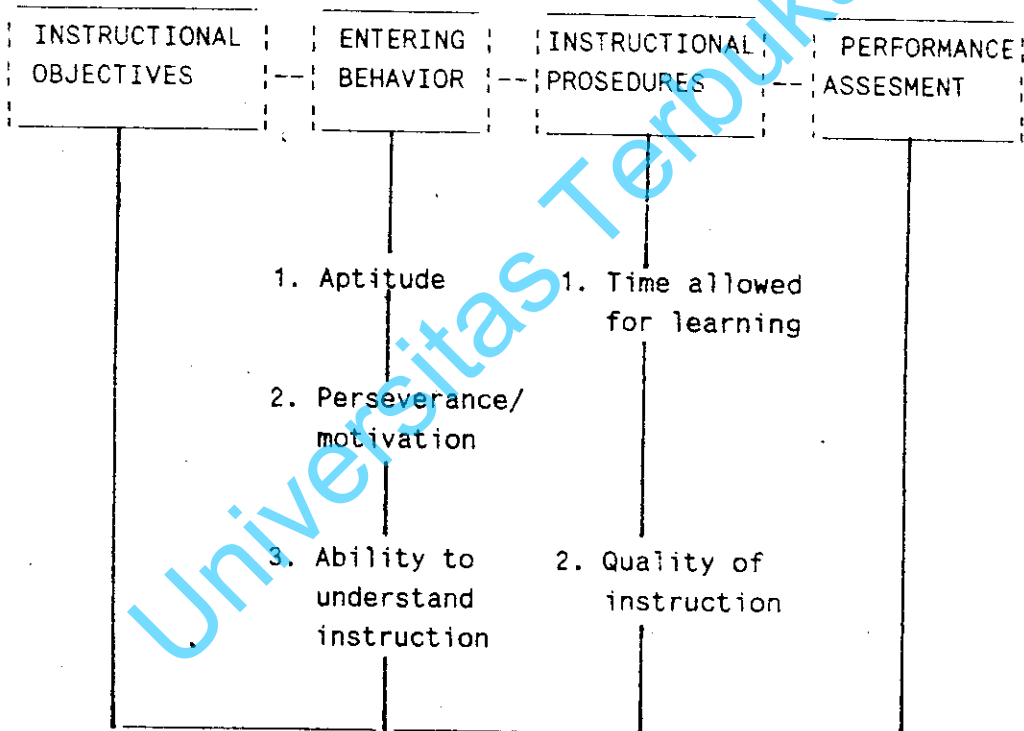 INSTRUCTIONAL
OBJECTIVES
ENTERING
BEHAVIOR
INSTRUCTIONAL
PROSEDURES
PERFORMANCE
ASSESMENT
1. Aptitude
2. Perseverance/
motivation
3. Ability to
understand
instruction
1. Time allowed
for learning
2. Quality of
instruction
Universitas Terbuka